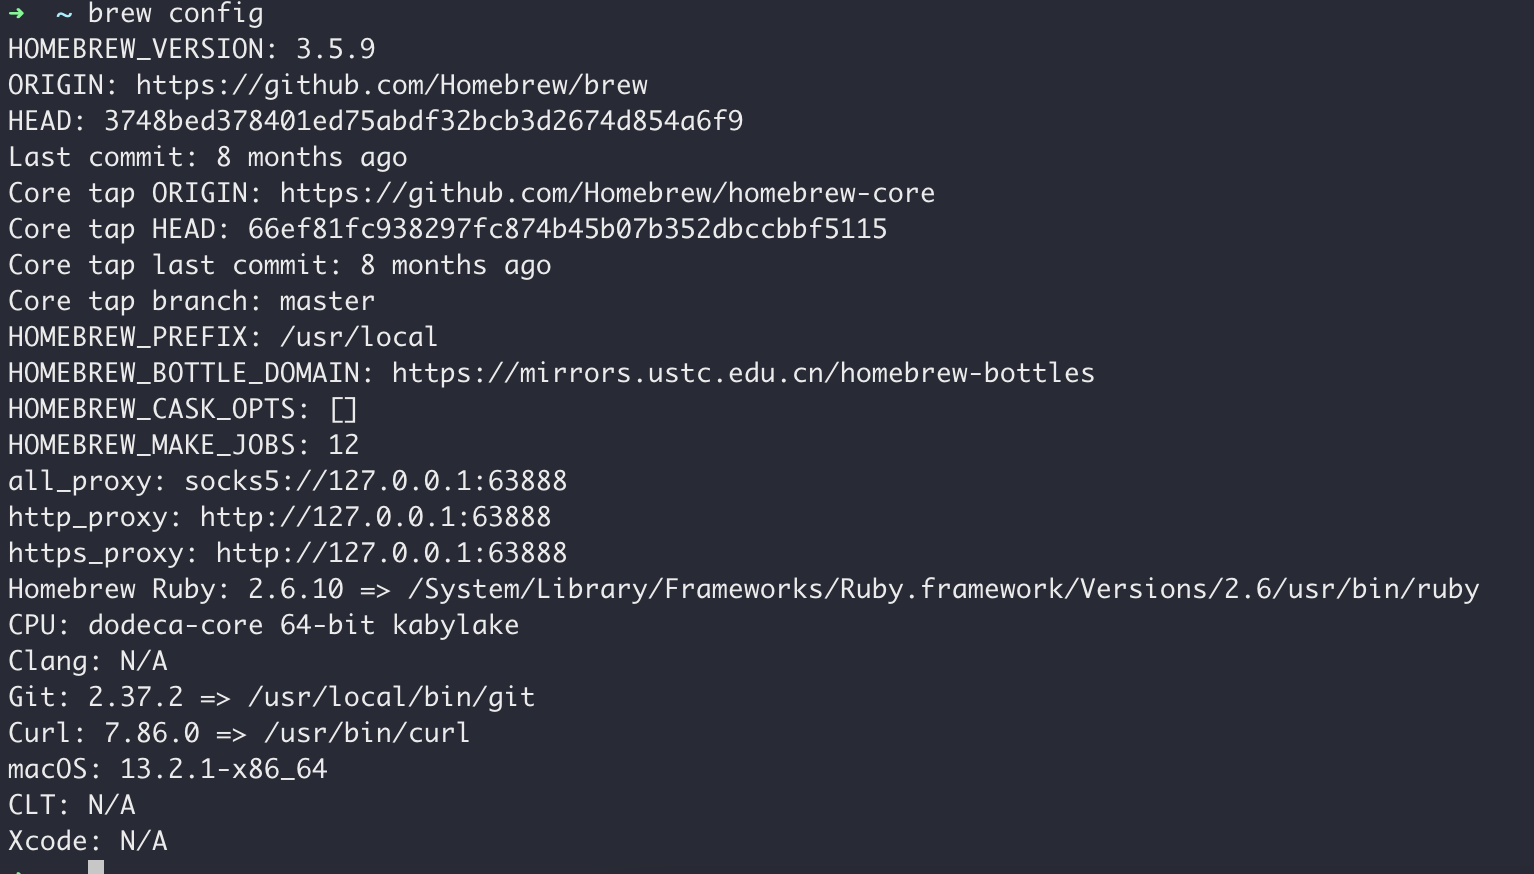 ➜  ~ brew config
HOMEBREW_VERSION: 3.5.9
ORIGIN: https://github.com/Homebrew/brew
HEAD: 3748bed378401ed75abdf32bcb3d2674d854a6f9
Last commit: 8 months ago
Core tap ORIGIN: https://github.com/Homebrew/homebrew-core
Core tap HEAD: 66ef81fc938297fc874b45b07b352dbccbbf5115
Core tap last commit: 8 months ago
Core tap branch: master
HOMEBREW_PREFIX: /usr/local
HOMEBREW_BOTTLE_DOMAIN: https://mirrors.ustc.edu.cn/homebrew-bottles
HOMEBREW_CASK_OPTS: []
HOMEBREW_MAKE_JOBS: 12
all_proxy: socks5://127.0.0.1:63888
http_proxy: http://127.0.0.1:63888
https_proxy: http://127.0.0.1:63888
Homebrew Ruby: 2.6.10 => /System/Library/Frameworks/Ruby.framework/Versions/2.6/usr/bin/ruby
CPU: dodeca-core 64-bit kabylake
Clang: N/A
Git: 2.37.2 => /usr/local/bin/git
Curl: 7.86.0 => /usr/bin/curl
macOS: 13.2.1-x86_64
CLT: N/A
Xcode: N/A